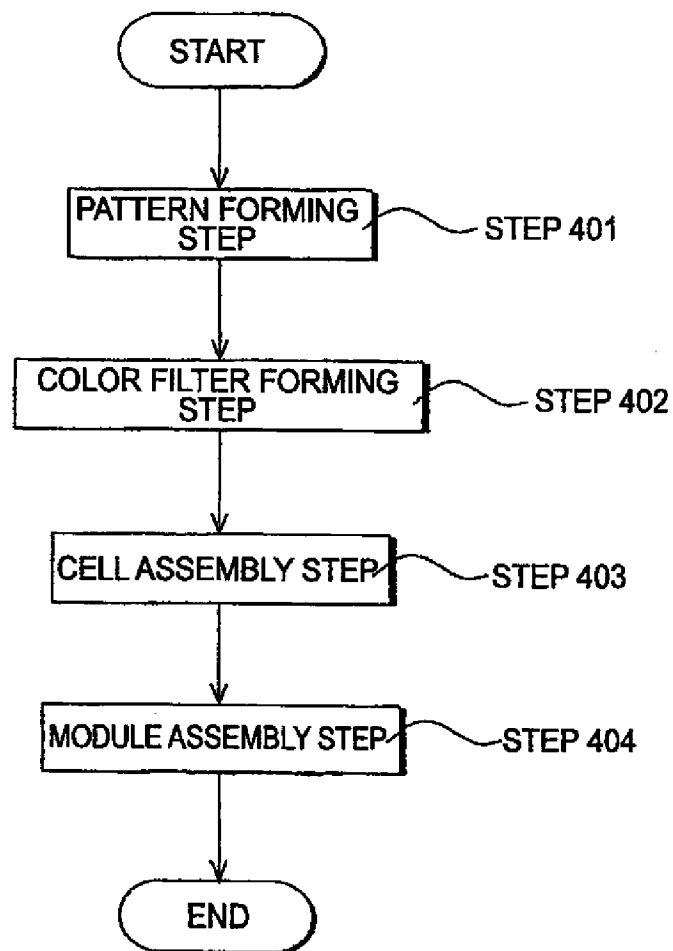 START
PATTERN FORMING
STEP
STEP 401
COLOR FILTER FORMING
STEP
STEP 402
CELL ASSEMBLY STEP
STEP 403
MODULE ASSEMBLY STEP
STEP 404
END